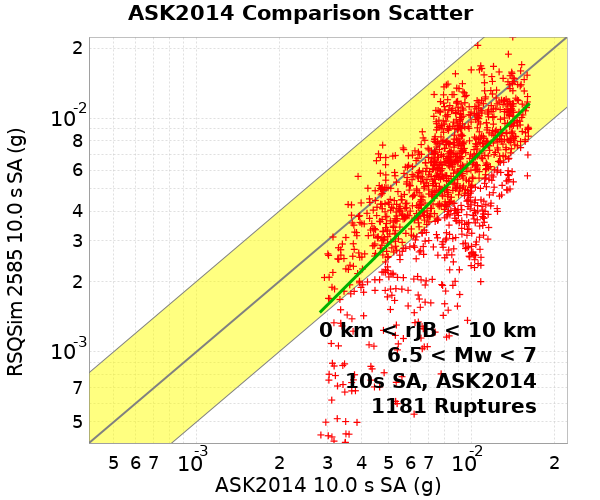 ASK2014 Comparison Scatter
RSQSim 2585 10.0 s SA (g)
2
10-2
8
6
4
3
2
10-3
7
5
0 km < rJB < 10 km
6.5 < Mw < 7
10s SA, ASK2014
1181 Ruptures
5 6 7 10-3 2 3 4 5 6 7 10-2 2
ASK2014 10.0 s SA (g)